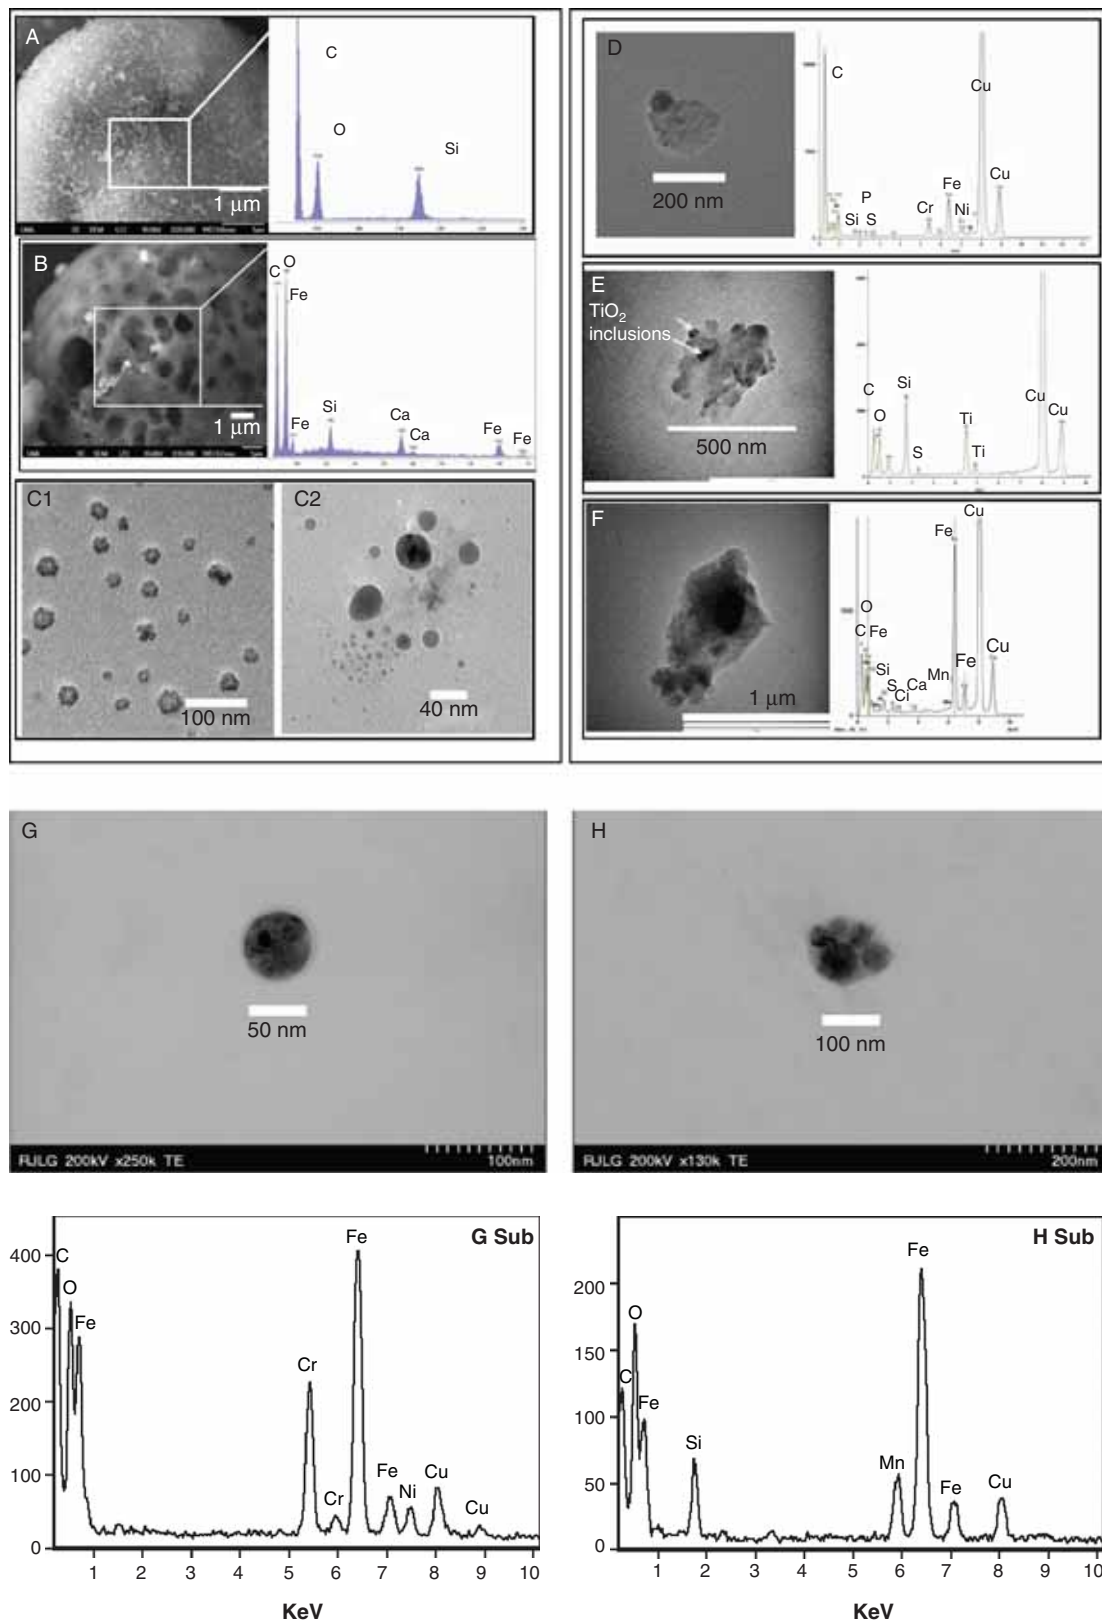 A
C
O
Si
1 μm
B
C
O
Fe
Fe
Si
Ca
Ca
Fe
Fe
1 μm
C1
100 nm
C2
40 nm
D
200 nm
C
Cu
P
Si
S
Cr
Fe
Ni
Cu
E
TiO2
inclusions
500 nm
C
O
Si
S
Ti
Ti
Cu
Cu
F
1 μm
O
C
Fe
Si
S
Ci
Ca
Mn
Fe
Fe
Cu
Cu
G
50 nm
RJLG 200kV x250k TE
100nm
H
100 nm
RJLG 200kV x130k TE
200nm
G Sub
400
300
200
100
0
C
O
Fe
Cr
Cr
Fe
Fe
Ni
Cu
Cu
1 2 3 4 5 6 7 8 9 10
KeV
H Sub
200
150
100
50
0
C
O
Fe
Si
Mn
Fe
Fe
Cu
1 2 3 4 5 6 7 8 9 10
KeV